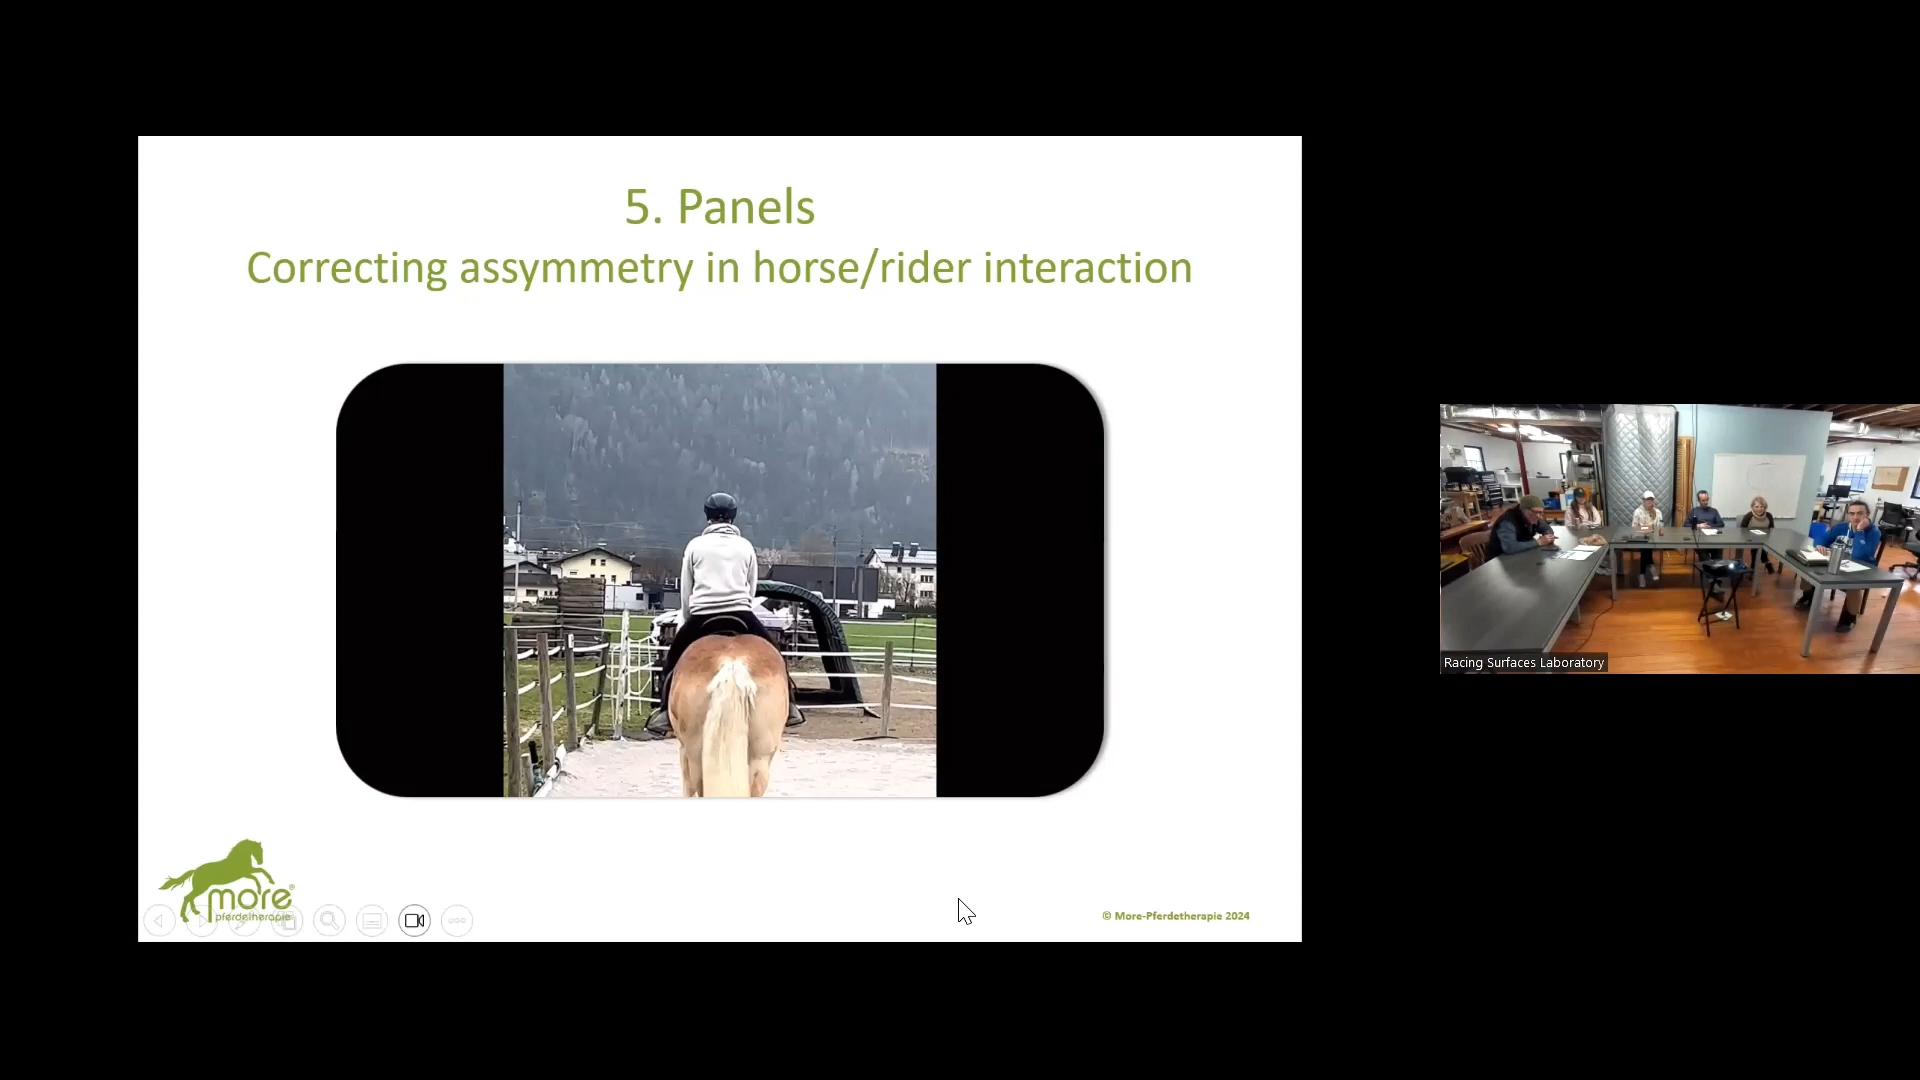 5. Panels
Correcting assymmetry in horse/rider interaction
more®
pferdetherapie
© More-Pferdetherapie 2024
Racing Surfaces Laboratory